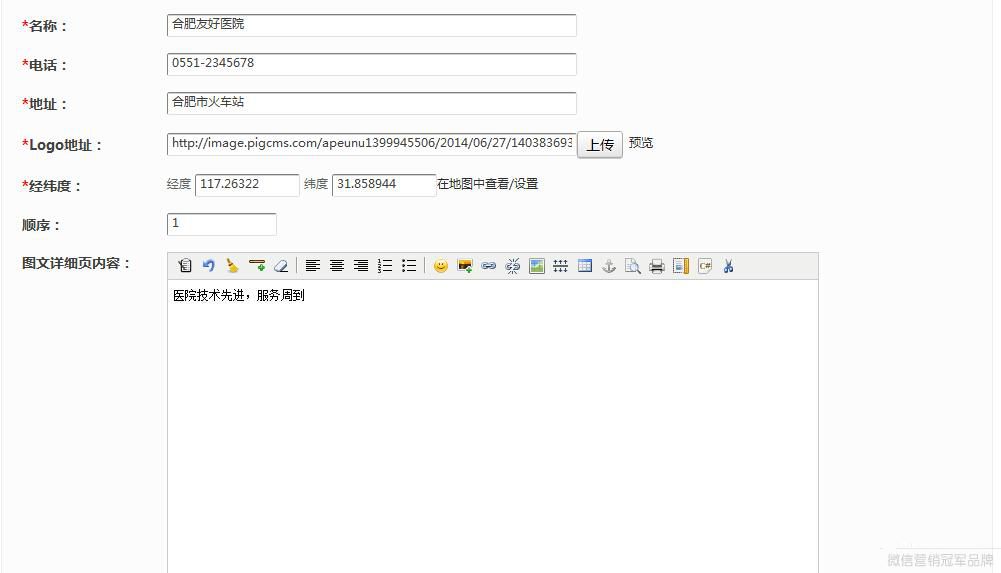 *名称： 合肥友好医院
*电话： 0551-2345678
*地址： 合肥市火车站
*Logo地址： http://image.pigcms.com/apeunu1399945506/2014/06/27/140383693 上传 预览
*经纬度： 经度 117.26322 纬度 31.858944 在地图中查看/设置
顺序： 1
图文详细页内容：
医院技术先进，服务周到
微信营销冠军品牌